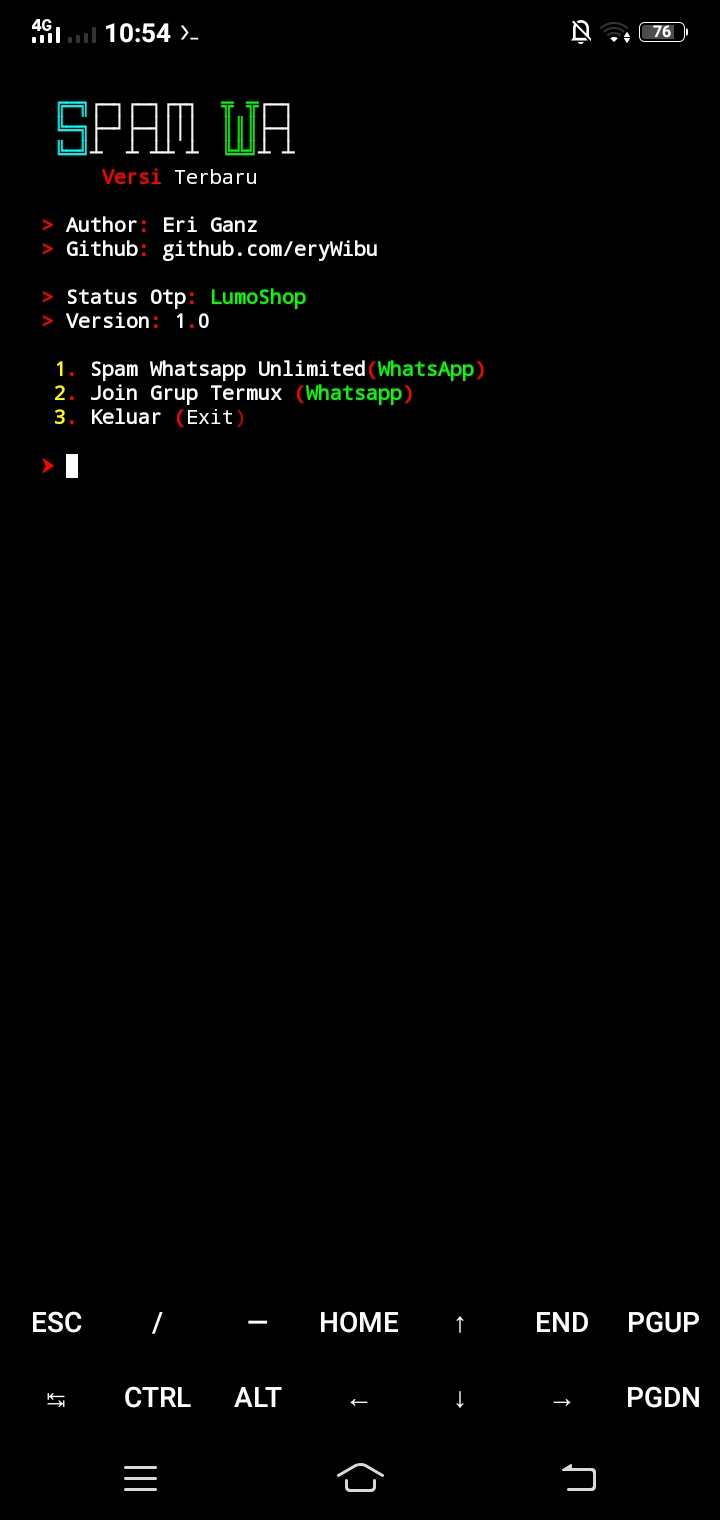 4G 10:54 76
SPAM WA
Versi Terbaru
> Author: Eri Ganz
> Github: github.com/eryWibu
> Status Otp: LumoShop
> Version: 1.0
1. Spam Whatsapp Unlimited(WhatsApp)
2. Join Grup Termux (Whatsapp)
3. Keluar (Exit)
ESC / — HOME ↑ END PGUP
↹ CTRL ALT ← ↓ → PGDN